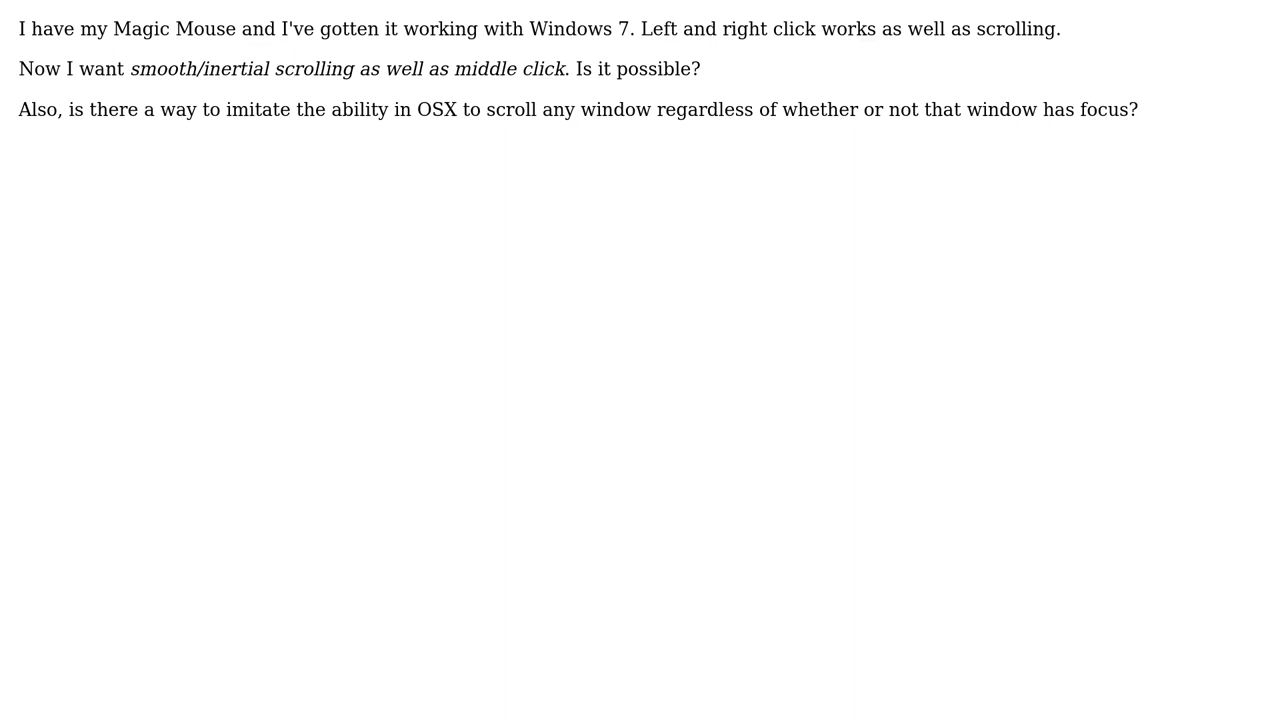 I have my Magic Mouse and I've gotten it working with Windows 7. Left and right click works as well as scrolling.
Now I want smooth/inertial scrolling as well as middle click. Is it possible?
Also, is there a way to imitate the ability in OSX to scroll any window regardless of whether or not that window has focus?